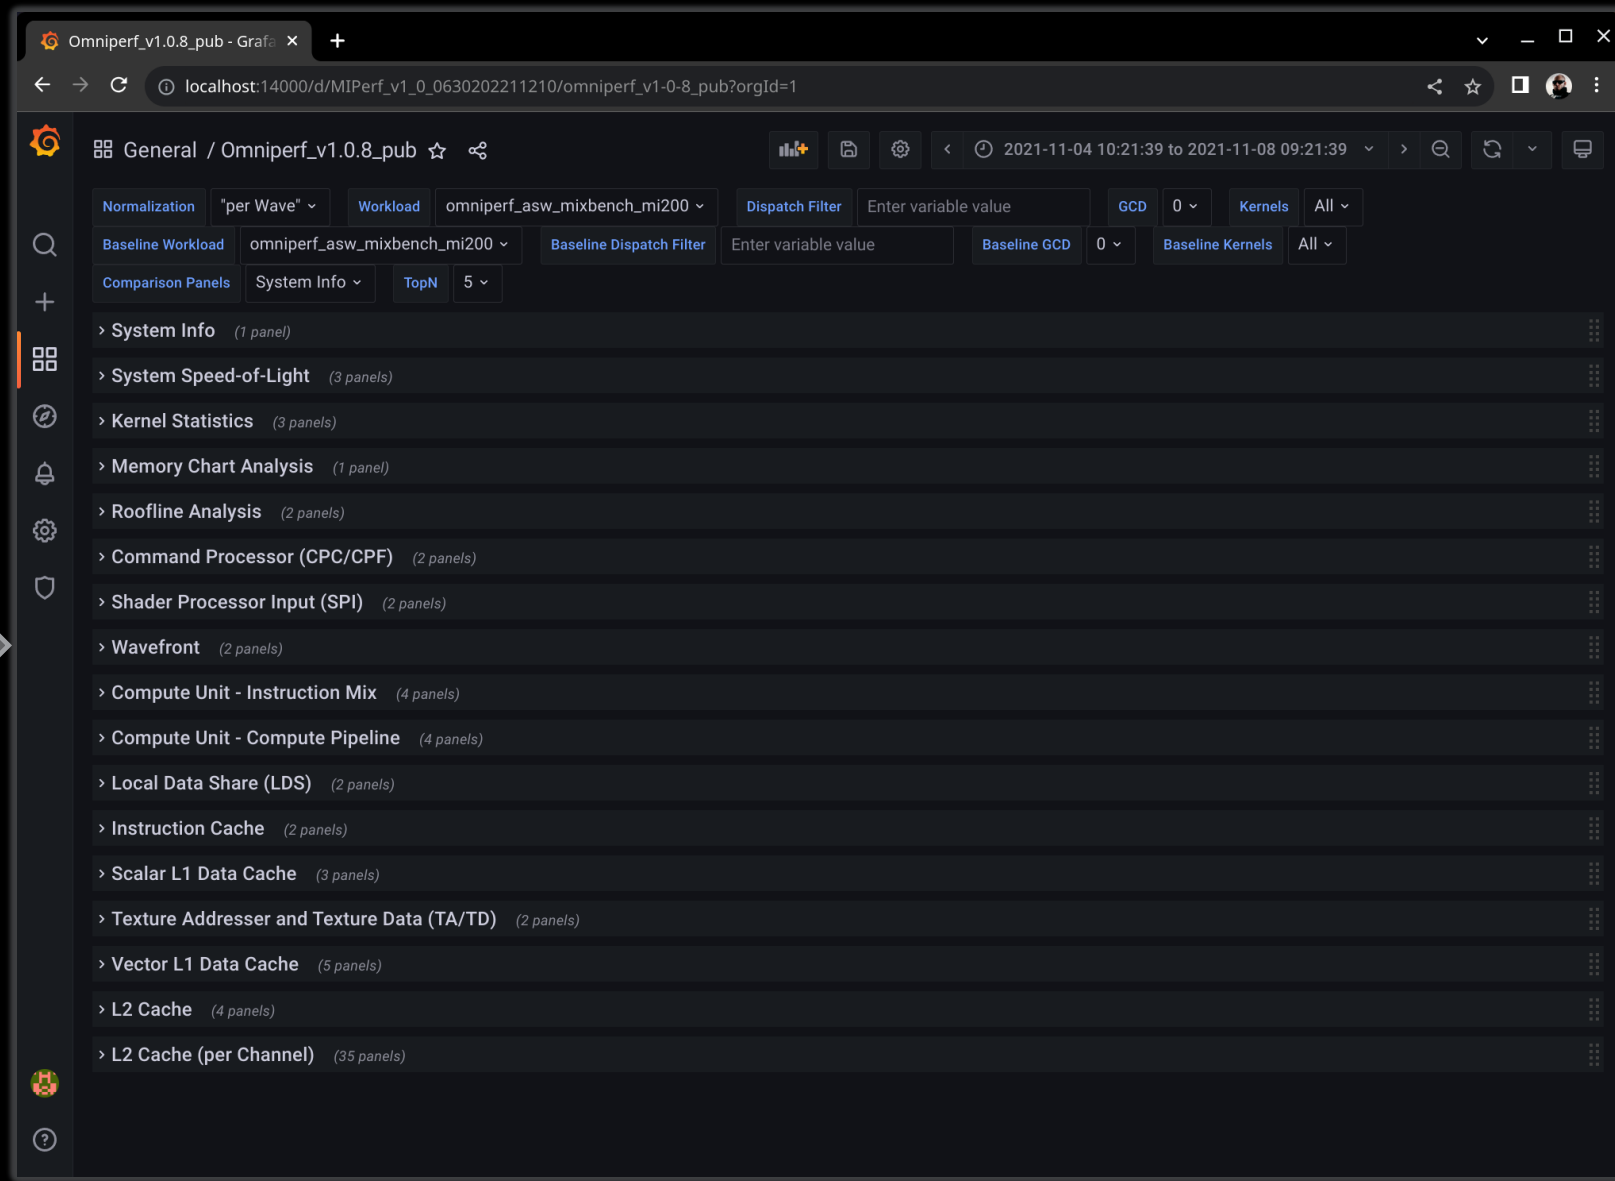 Omniperf_v1.0.8_pub - Grafa
localhost:14000/d/MIPerf_v1_0_0630202211210/omniperf_v1-0-8_pub?orgId=1
General / Omniperf_v1.0.8_pub 2021-11-04 10:21:39 to 2021-11-08 09:21:39
Normalization "per Wave" Workload omniperf_asw_mixbench_mi200 Dispatch Filter Enter variable value GCD 0 Kernels All
Baseline Workload omniperf_asw_mixbench_mi200 Baseline Dispatch Filter Enter variable value Baseline GCD 0 Baseline Kernels All
Comparison Panels System Info TopN 5
System Info (1 panel)
System Speed-of-Light (3 panels)
Kernel Statistics (3 panels)
Memory Chart Analysis (1 panel)
Roofline Analysis (2 panels)
Command Processor (CPC/CPF) (2 panels)
Shader Processor Input (SPI) (2 panels)
Wavefront (2 panels)
Compute Unit - Instruction Mix (4 panels)
Compute Unit - Compute Pipeline (4 panels)
Local Data Share (LDS) (2 panels)
Instruction Cache (2 panels)
Scalar L1 Data Cache (3 panels)
Texture Addresser and Texture Data (TA/TD) (2 panels)
Vector L1 Data Cache (5 panels)
L2 Cache (4 panels)
L2 Cache (per Channel) (35 panels)